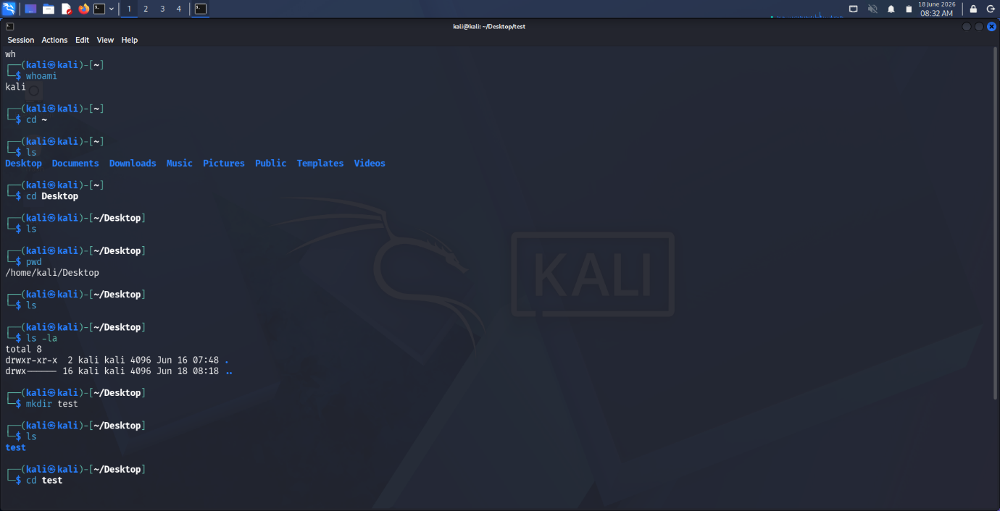 1 2 3 4
18 June 2026
08:32 AM
kali@kali: ~/Desktop/test
Session Actions Edit View Help
wh
┌──(kali㉿kali)-[~]
└─$ whoami
kali
┌──(kali㉿kali)-[~]
└─$ cd ~
┌──(kali㉿kali)-[~]
└─$ ls
Desktop Documents Downloads Music Pictures Public Templates Videos
┌──(kali㉿kali)-[~]
└─$ cd Desktop
┌──(kali㉿kali)-[~/Desktop]
└─$ ls
┌──(kali㉿kali)-[~/Desktop]
└─$ pwd
/home/kali/Desktop
┌──(kali㉿kali)-[~/Desktop]
└─$ ls
┌──(kali㉿kali)-[~/Desktop]
└─$ ls -la
total 8
drwxr-xr-x  2 kali kali 4096 Jun 16 07:48 .
drwx------ 16 kali kali 4096 Jun 18 08:18 ..
┌──(kali㉿kali)-[~/Desktop]
└─$ mkdir test
┌──(kali㉿kali)-[~/Desktop]
└─$ ls
test
┌──(kali㉿kali)-[~/Desktop]
└─$ cd test
KALI